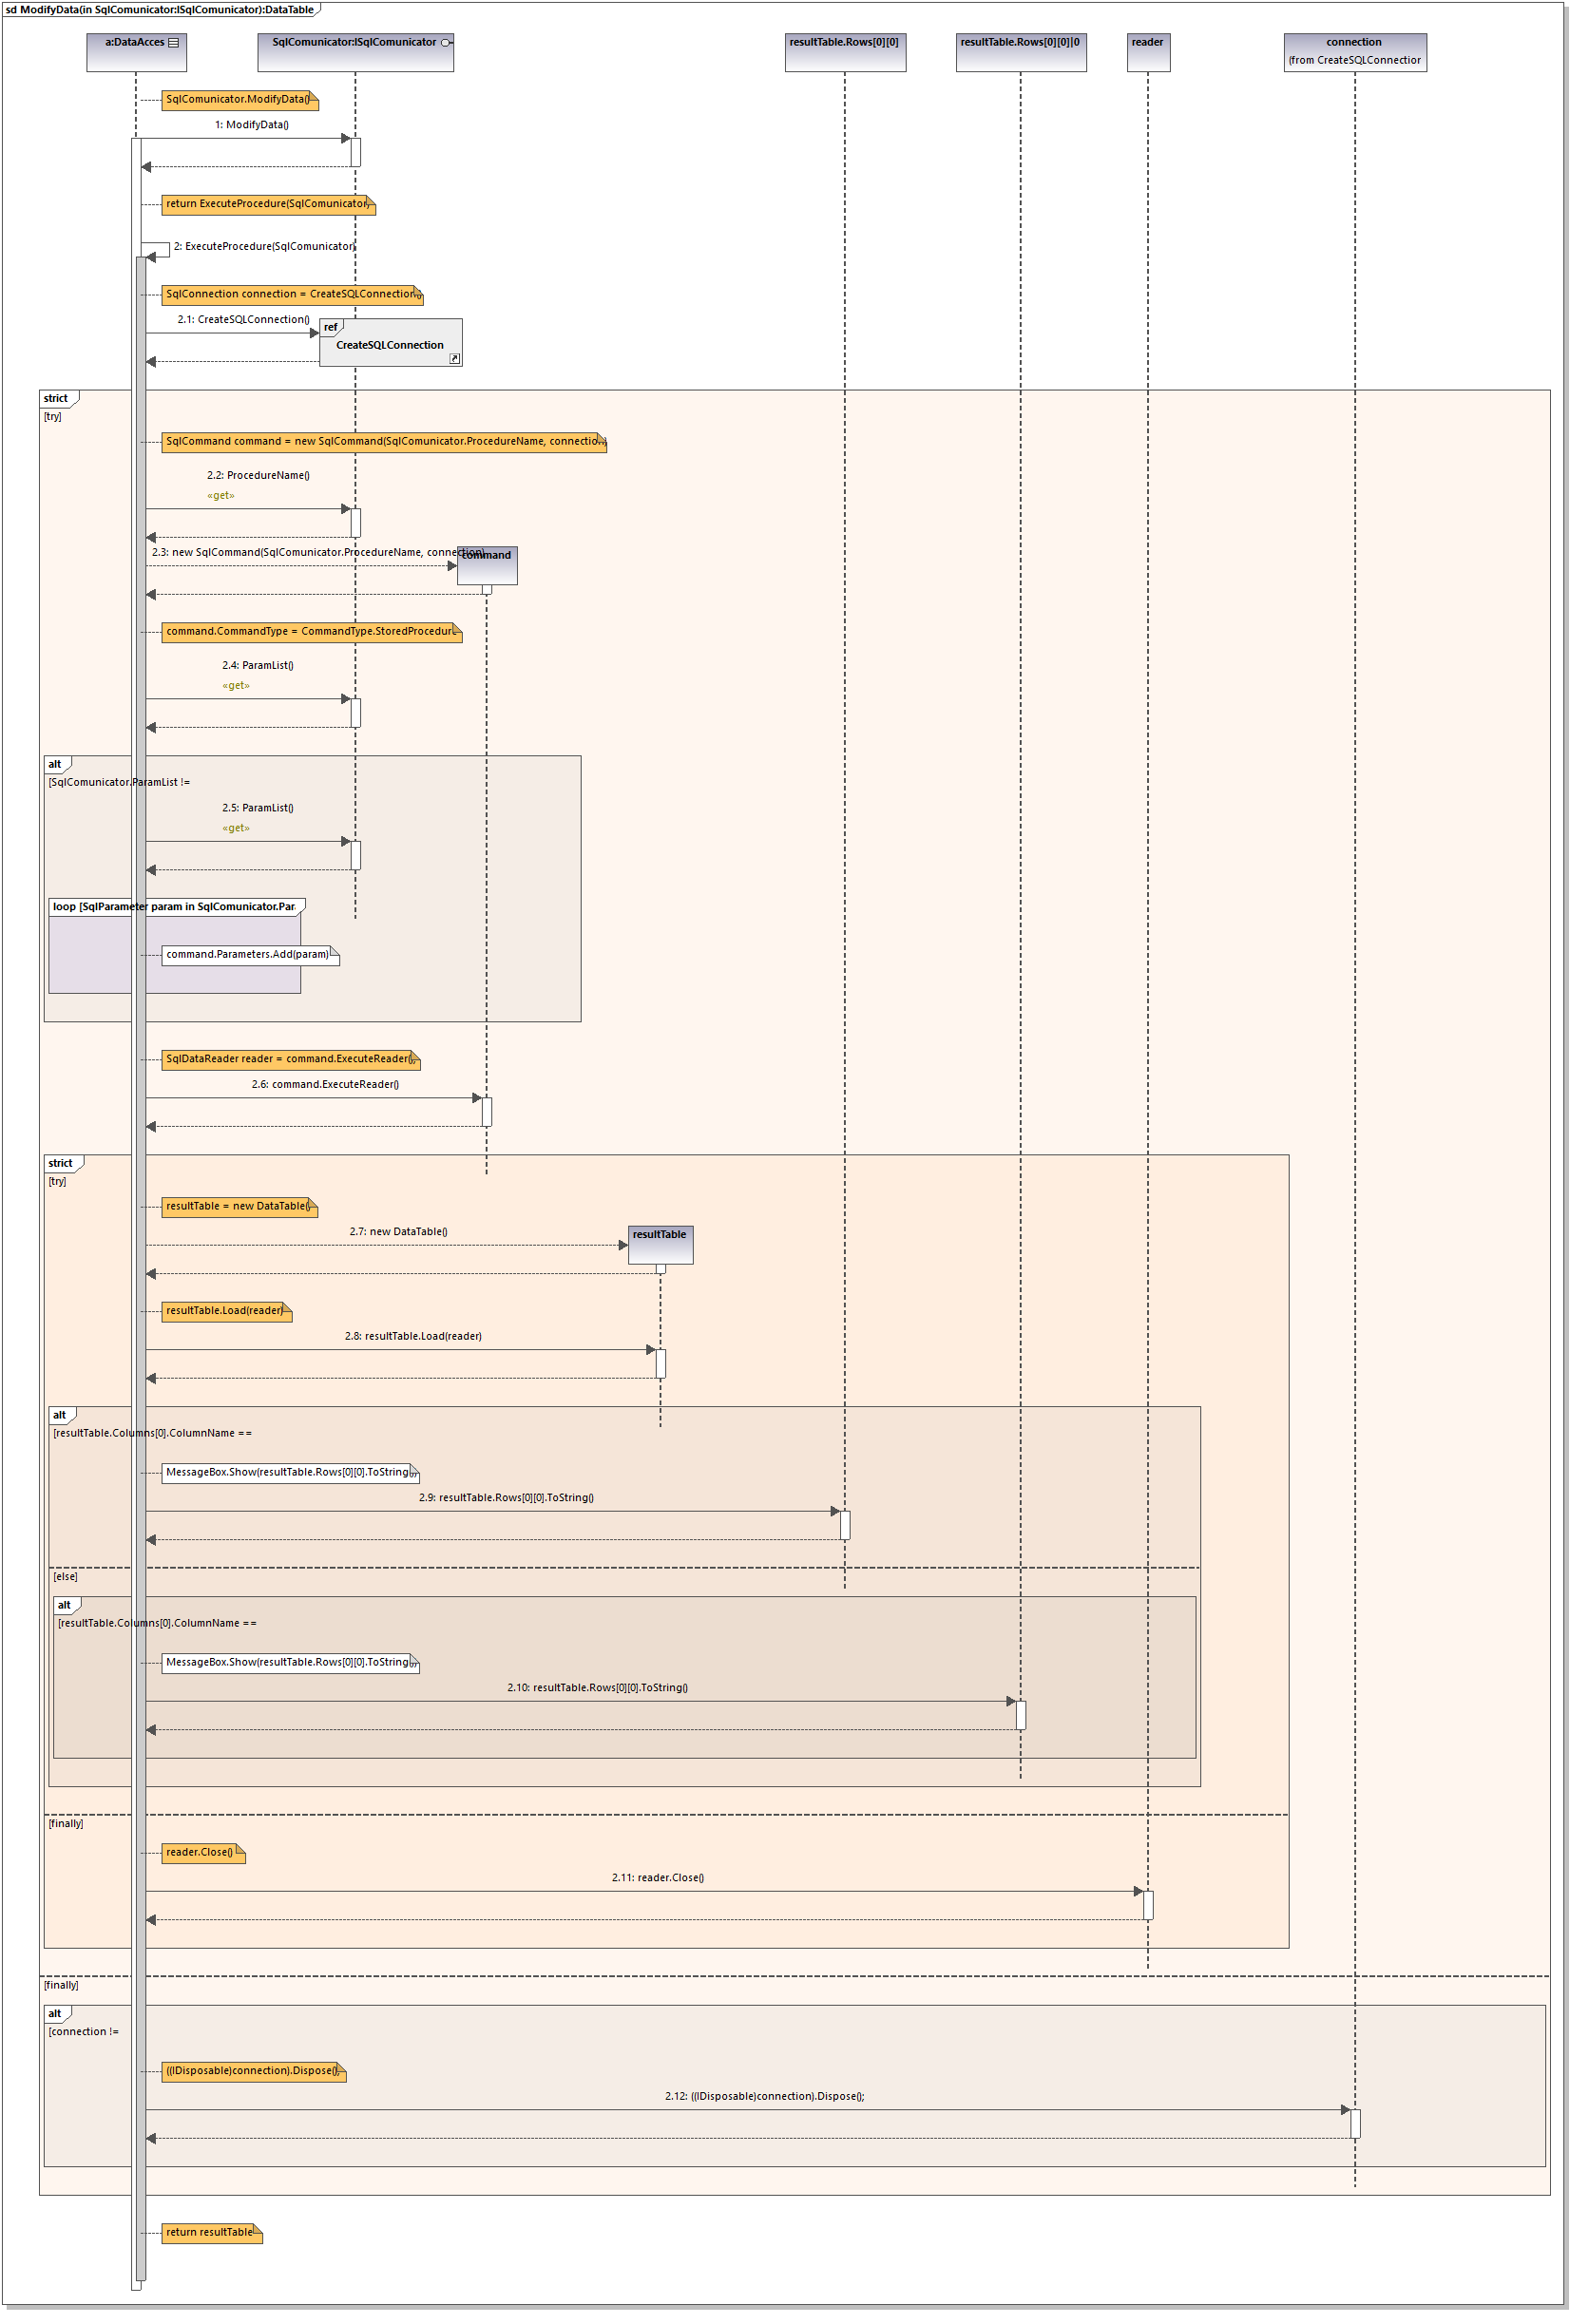 sd ModifyData(in SqlComunicator:ISqlComunicator):DataTable
a:DataAcces
SqlComunicator:ISqlComunicator
resultTable.Rows[0][0]
resultTable.Rows[0][0]|0
reader
connection
(from CreateSQLConnection
SqlComunicator.ModifyData()
1: ModifyData()
return ExecuteProcedure(SqlComunicator)
2: ExecuteProcedure(SqlComunicator)
SqlConnection connection = CreateSQLConnection()
2.1: CreateSQLConnection()
ref
CreateSQLConnection
strict
[try]
SqlCommand command = new SqlCommand(SqlComunicator.ProcedureName, connection)
2.2: ProcedureName()
«get»
2.3: new SqlCommand(SqlComunicator.ProcedureName, connection)
command
command.CommandType = CommandType.StoredProcedure
2.4: ParamList()
«get»
alt
[SqlComunicator.ParamList !=
2.5: ParamList()
«get»
loop [SqlParameter param in SqlComunicator.Par
command.Parameters.Add(param)
SqlDataReader reader = command.ExecuteReader();
2.6: command.ExecuteReader()
strict
[try]
resultTable = new DataTable()
2.7: new DataTable()
resultTable
resultTable.Load(reader)
2.8: resultTable.Load(reader)
alt
[resultTable.Columns[0].ColumnName ==
MessageBox.Show(resultTable.Rows[0][0].ToString()
2.9: resultTable.Rows[0][0].ToString()
[else]
alt
[resultTable.Columns[0].ColumnName ==
MessageBox.Show(resultTable.Rows[0][0].ToString()
2.10: resultTable.Rows[0][0].ToString()
[finally]
reader.Close()
2.11: reader.Close()
[finally]
alt
[connection !=
((IDisposable)connection).Dispose();
2.12: ((IDisposable)connection).Dispose();
return resultTable